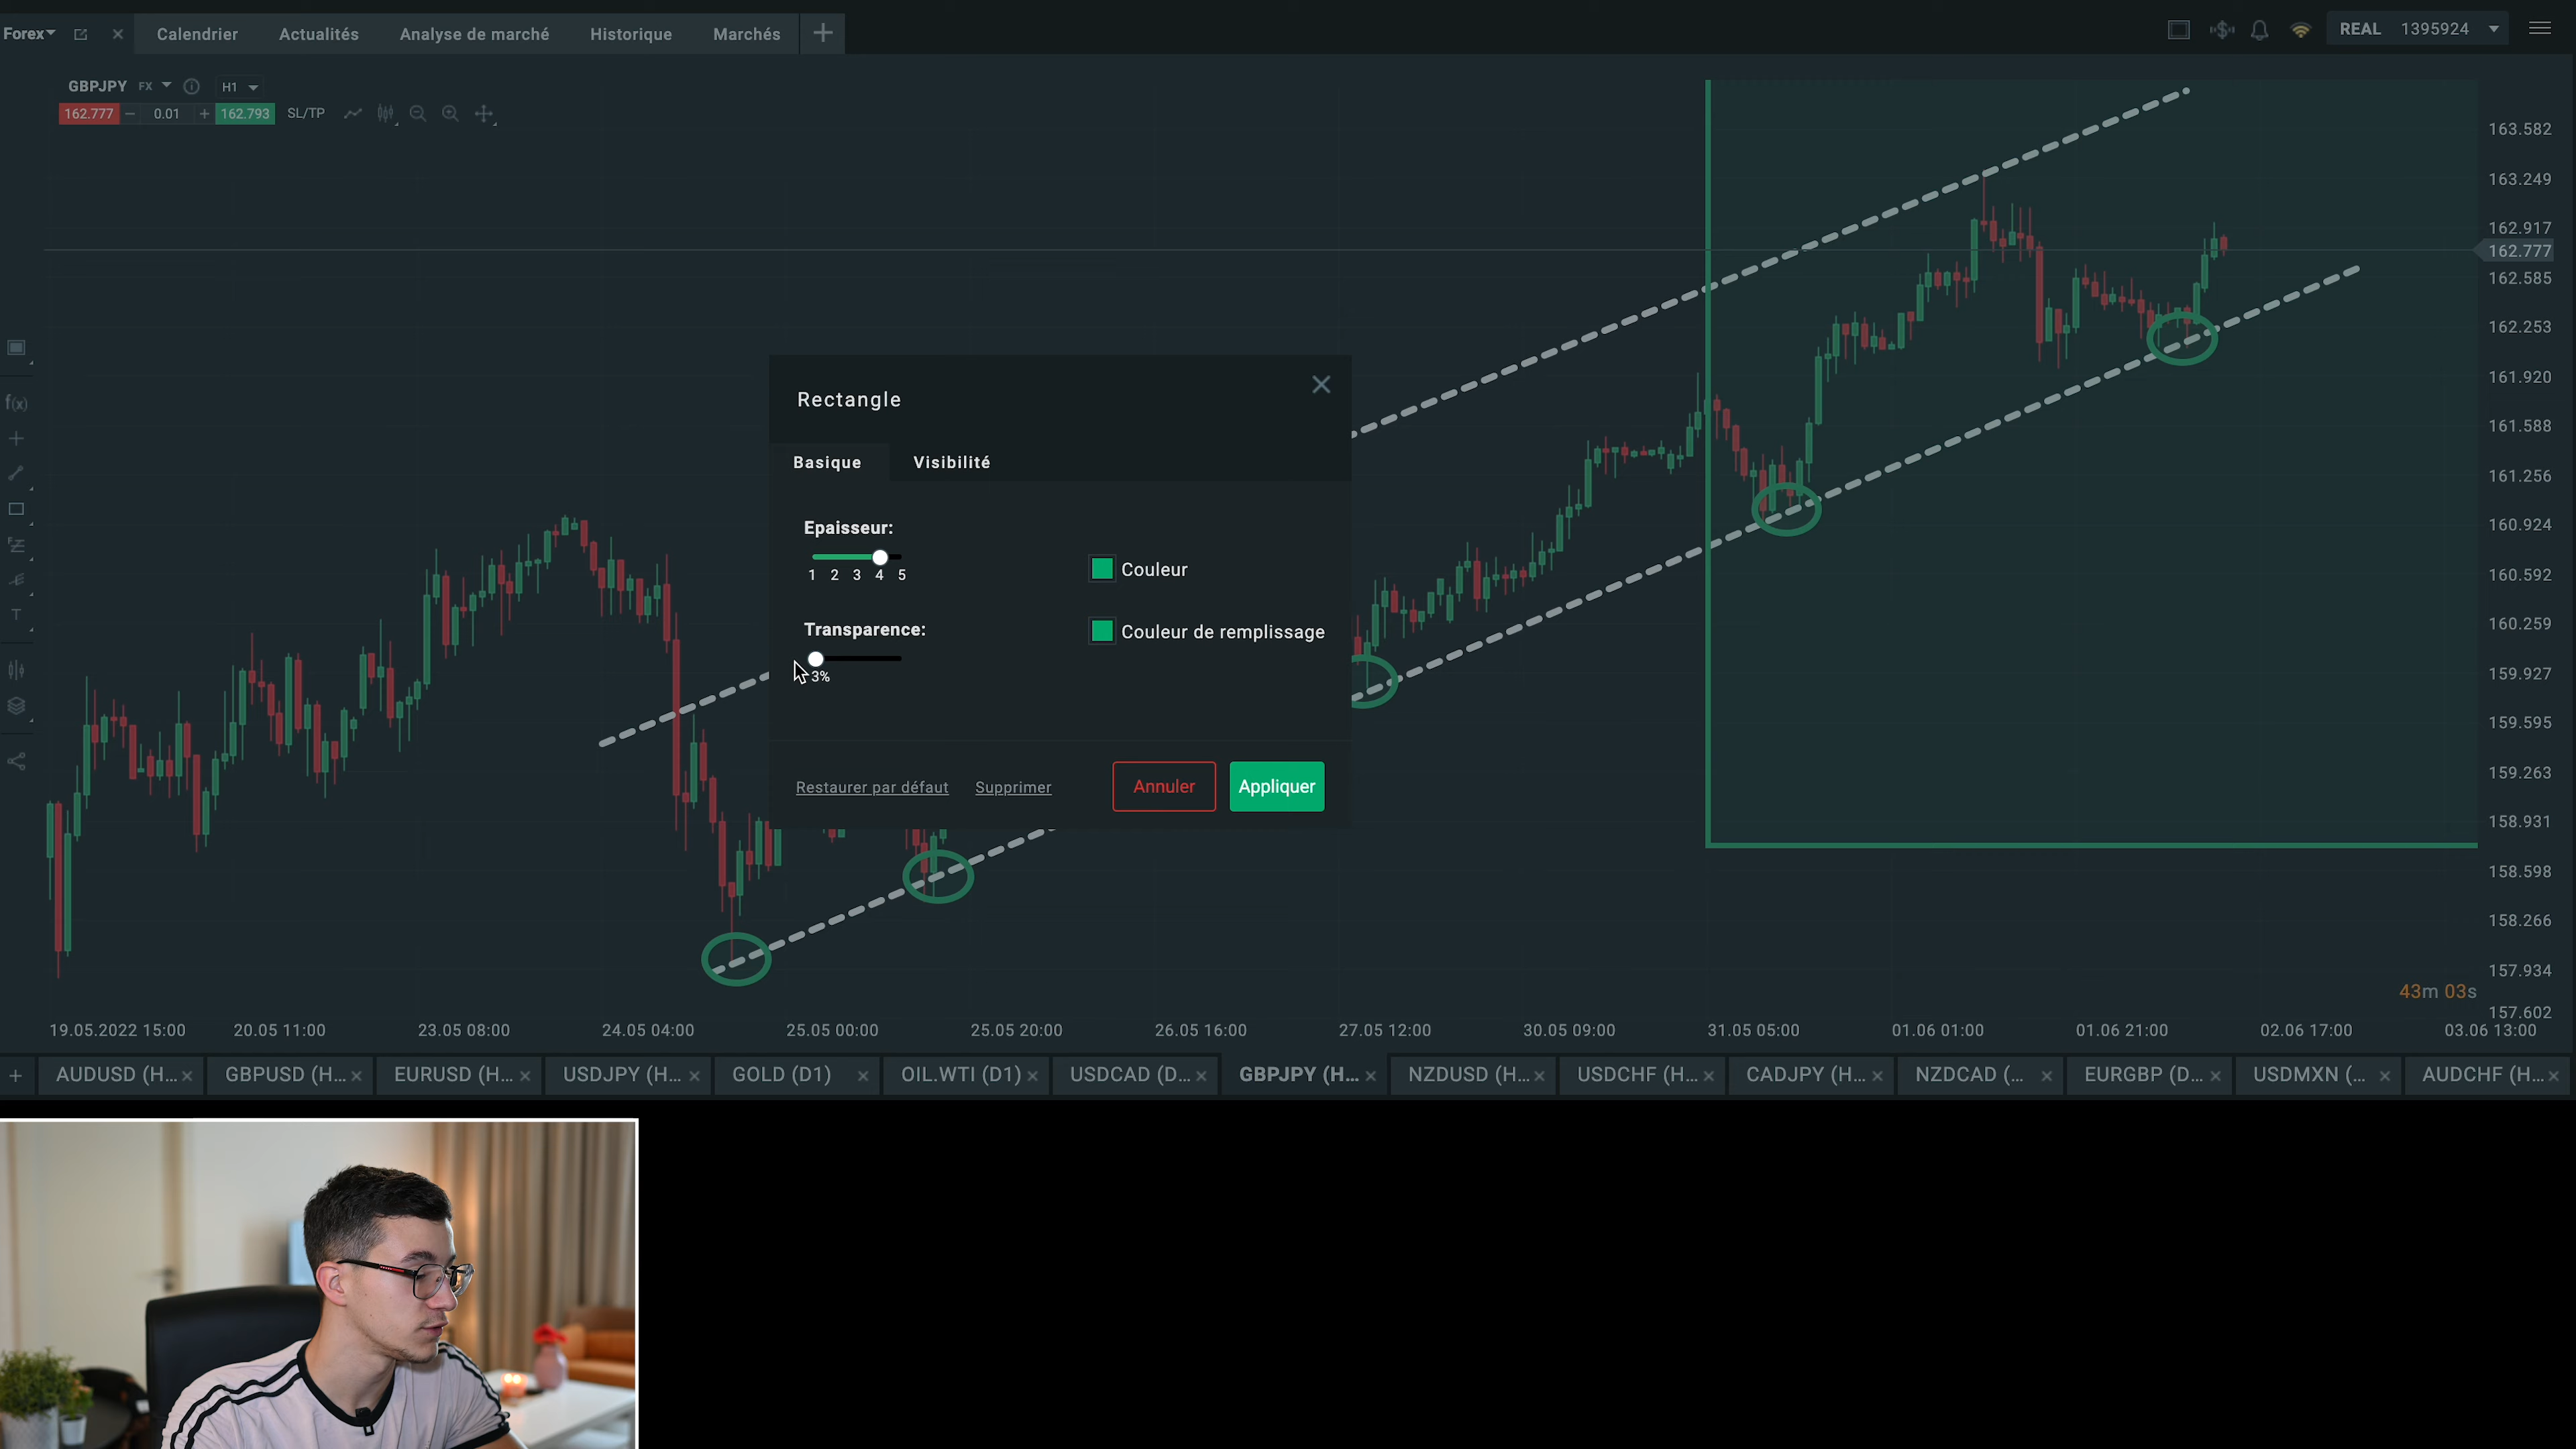 Forex Calendrier Actualités Analyse de marché Historique Marchés REAL 1395924
GBPJPY FX H1
162.777 0.01 162.793 SL/TP
163.582
163.249
162.917
162.777
162.585
162.253
161.920
161.588
161.256
160.924
160.592
160.259
159.927
159.595
159.263
158.931
158.598
158.266
157.934
157.602
f(x)
T
Rectangle
Basique Visibilité
Epaisseur:
1 2 3 4 5
Couleur
Transparence:
Couleur de remplissage
3%
Restaurer par défaut Supprimer Annuler Appliquer
43m 03s
19.05.2022 15:00 20.05 11:00 23.05 08:00 24.05 04:00 25.05 00:00 25.05 20:00 26.05 16:00 27.05 12:00 30.05 09:00 31.05 05:00 01.06 01:00 01.06 21:00 02.06 17:00 03.06 13:00
AUDUSD (H... GBPUSD (H... EURUSD (H... USDJPY (H... GOLD (D1) OIL.WTI (D1) USDCAD (D... GBPJPY (H... NZDUSD (H... USDCHF (H... CADJPY (H... NZDCAD (... EURGBP (D... USDMXN (... AUDCHF (H...